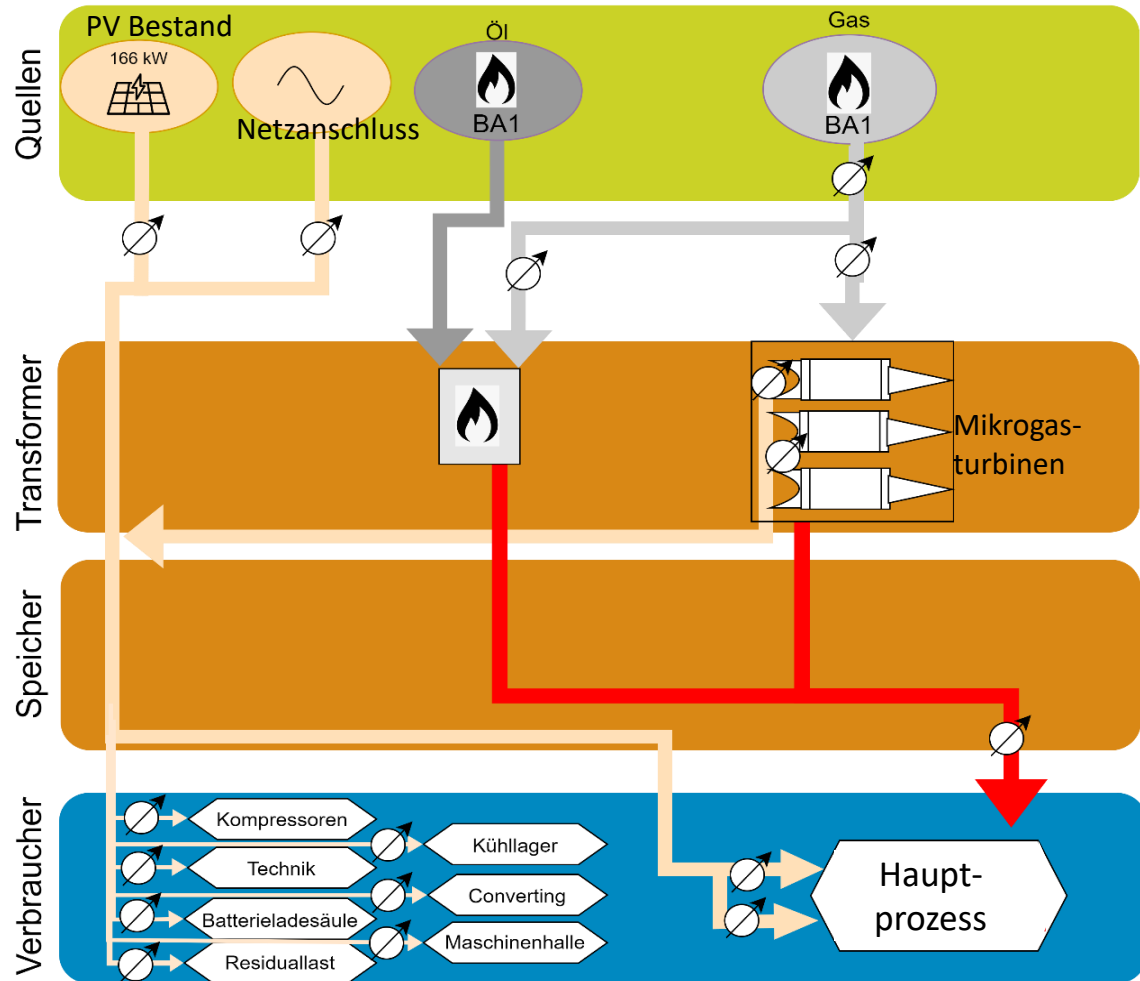 Quellen
PV Bestand
166 kW
Netzanschluss
Öl
BA1
Gas
BA1
Transformer
Mikrogas-
turbinen
Speicher
Verbraucher
Kompressoren
Kühllager
Technik
Converting
Batterieladesäule
Maschinenhalle
Residuallast
Haupt-
prozess